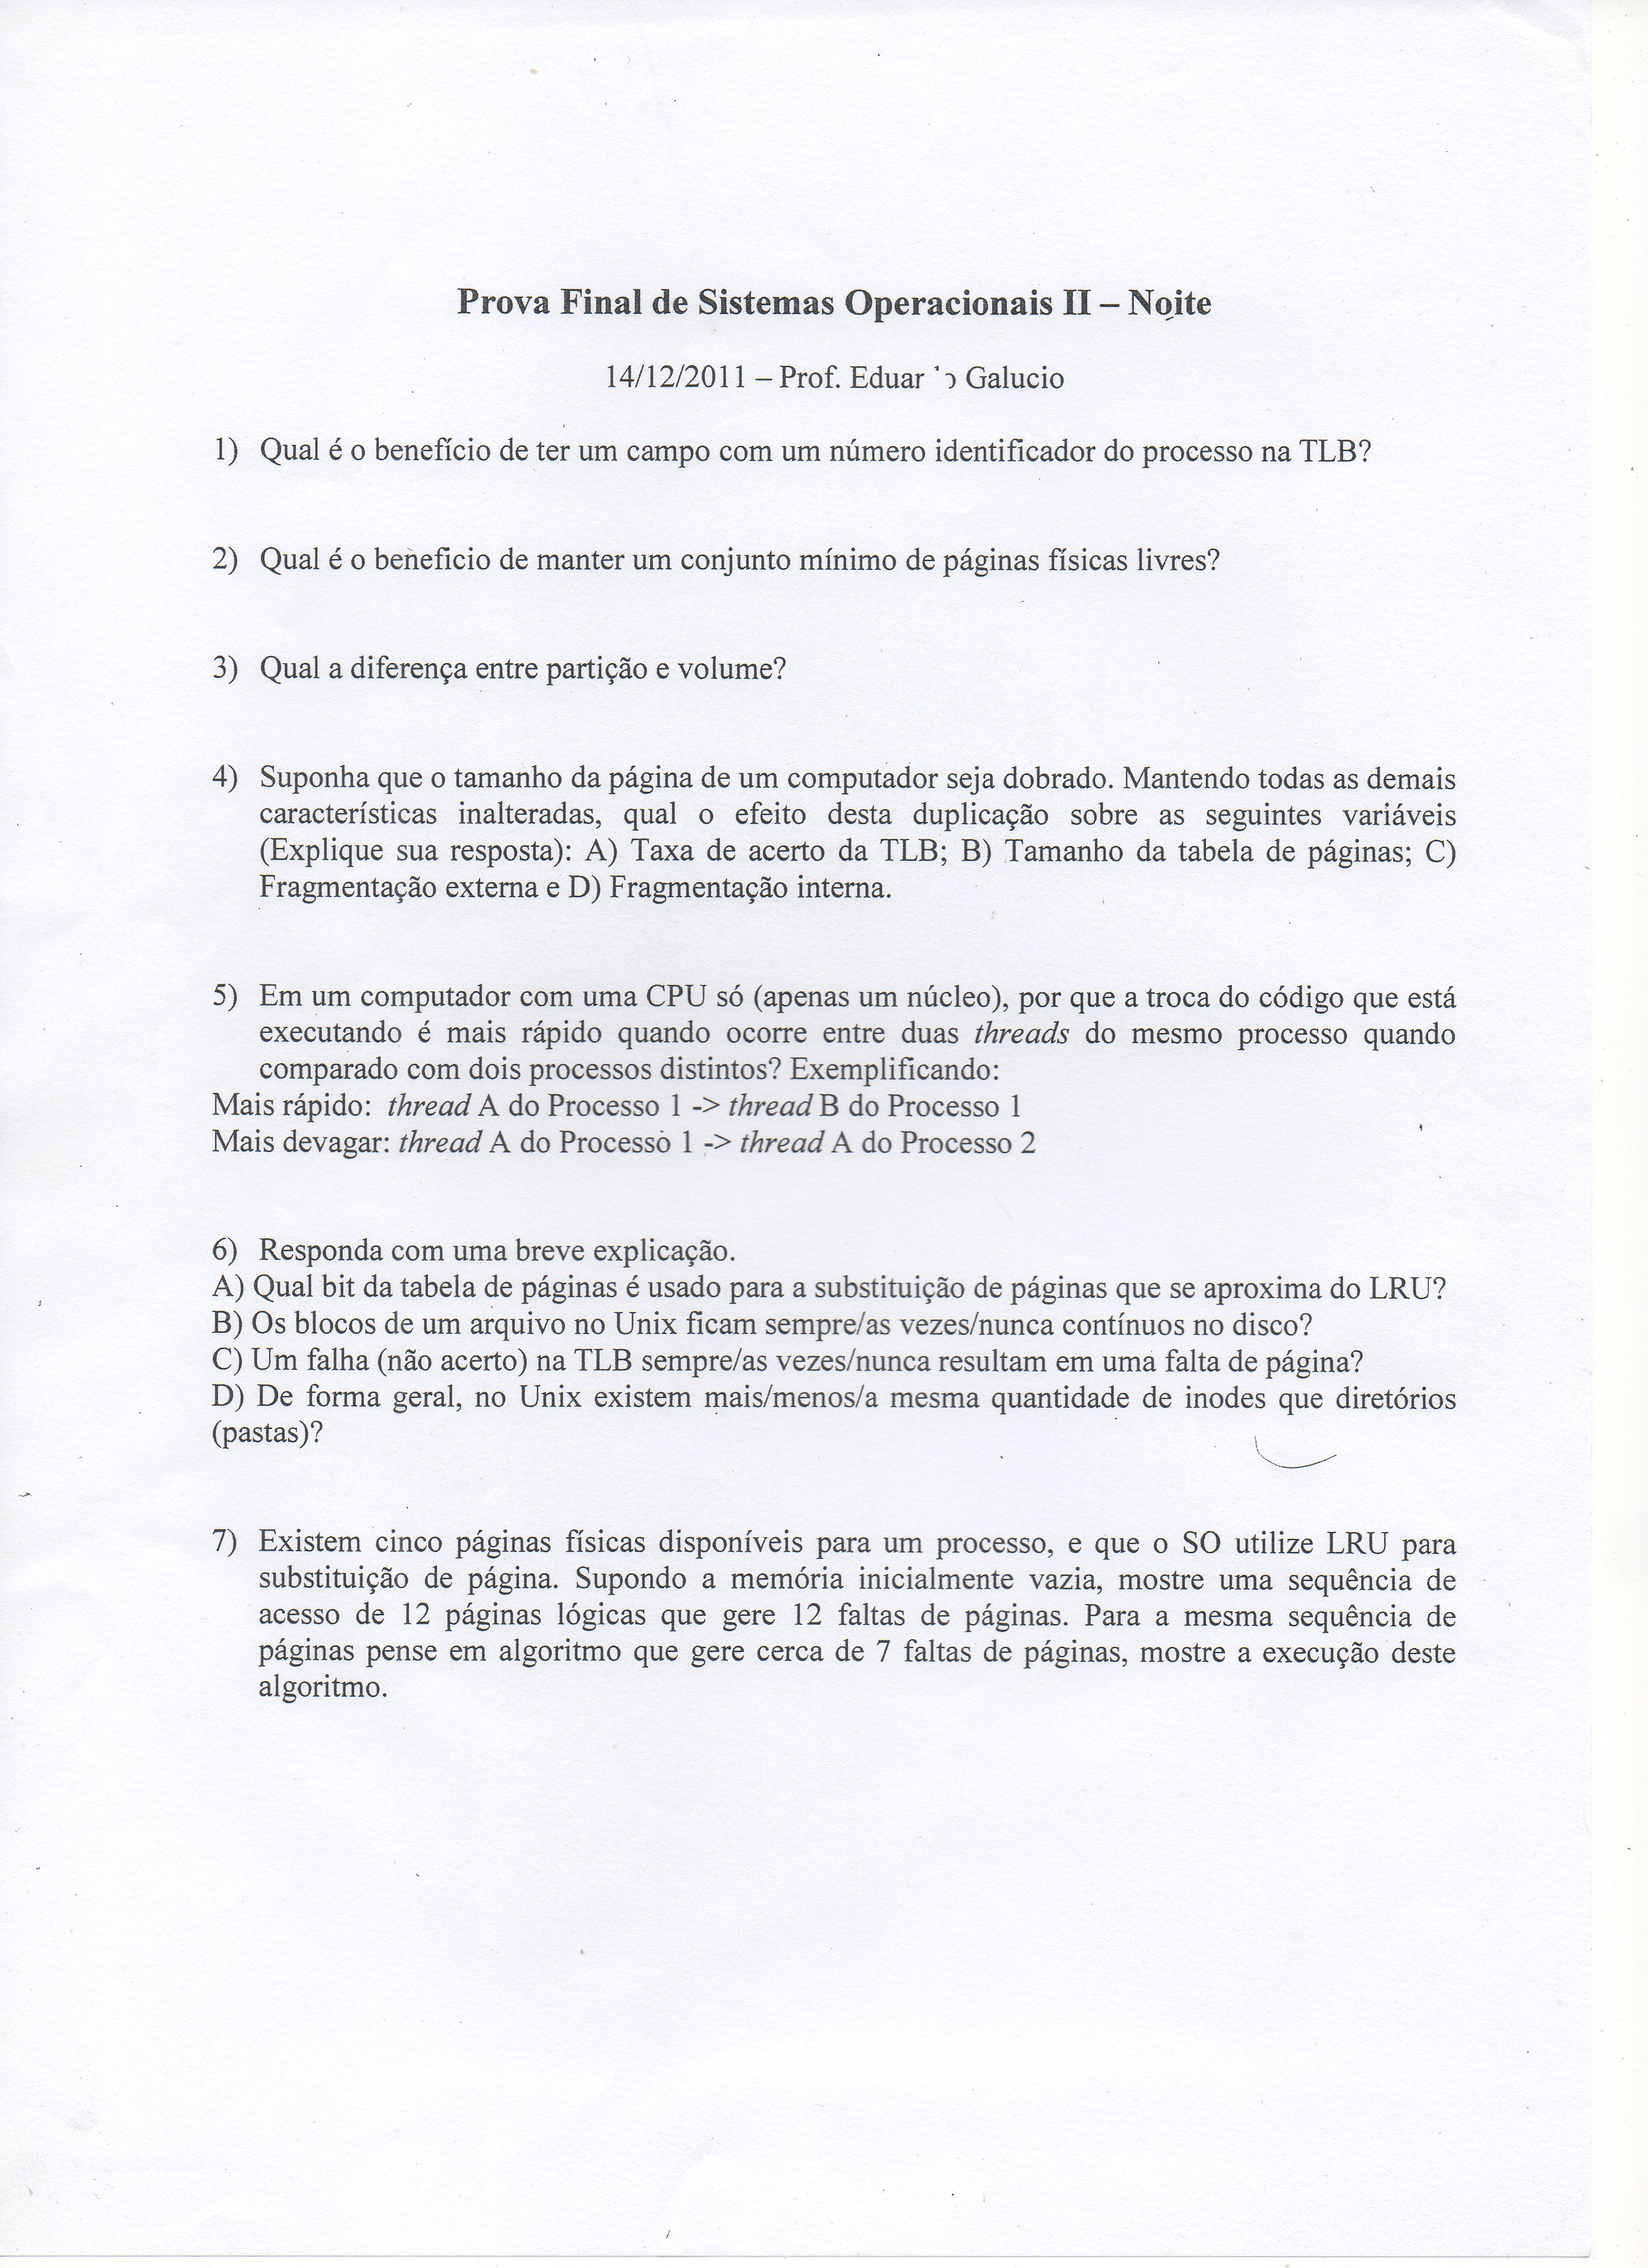 Prova Final de Sistemas Operacionais II – Noite
14/12/2011 – Prof. Galucio
1) Qual é o benefício de ter um campo com um número identificador do processo na TLB?
2) Qual é o beneficio de manter um conjunto mínimo de páginas físicas livres?
3) Qual a diferença entre partição e volume?
4) Suponha que o tamanho da página de um computador seja dobrado. Mantendo todas as demais
características inalteradas, qual o efeito desta duplicação sobre as seguintes variáveis
(Explique sua resposta): A) Taxa de acerto da TLB; B) Tamanho da tabela de páginas; C)
Fragmentação externa e D) Fragmentação interna.
5) Em um computador com uma CPU só (apenas um núcleo), por que a troca do código que está
executando é mais rápido quando ocorre entre duas threads do mesmo processo quando
comparado com dois processos distintos? Exemplificando:
Mais rápido: thread A do Processo 1 -> thread B do Processo 1
Mais devagar: thread A do Processo 1 -> thread A do Processo 2
6) Responda com uma breve explicação.
A) Qual bit da tabela de páginas é usado para a substituição de páginas que se aproxima do LRU?
B) Os blocos de um arquivo no Unix ficam sempre/as vezes/nunca contínuos no disco?
C) Um falha (não acerto) na TLB sempre/as vezes/nunca resultam em uma falta de página?
D) De forma geral, no Unix existem mais/menos/a mesma quantidade de inodes que diretórios
(pastas)?
7) Existem cinco páginas físicas disponíveis para um processo, e que o SO utilize LRU para
substituição de página. Supondo a memória inicialmente vazia, mostre uma sequência de
acesso de 12 páginas lógicas que gere 12 faltas de páginas. Para a mesma sequência de
páginas pense em algoritmo que gere cerca de 7 faltas de páginas, mostre a execução deste
algoritmo.